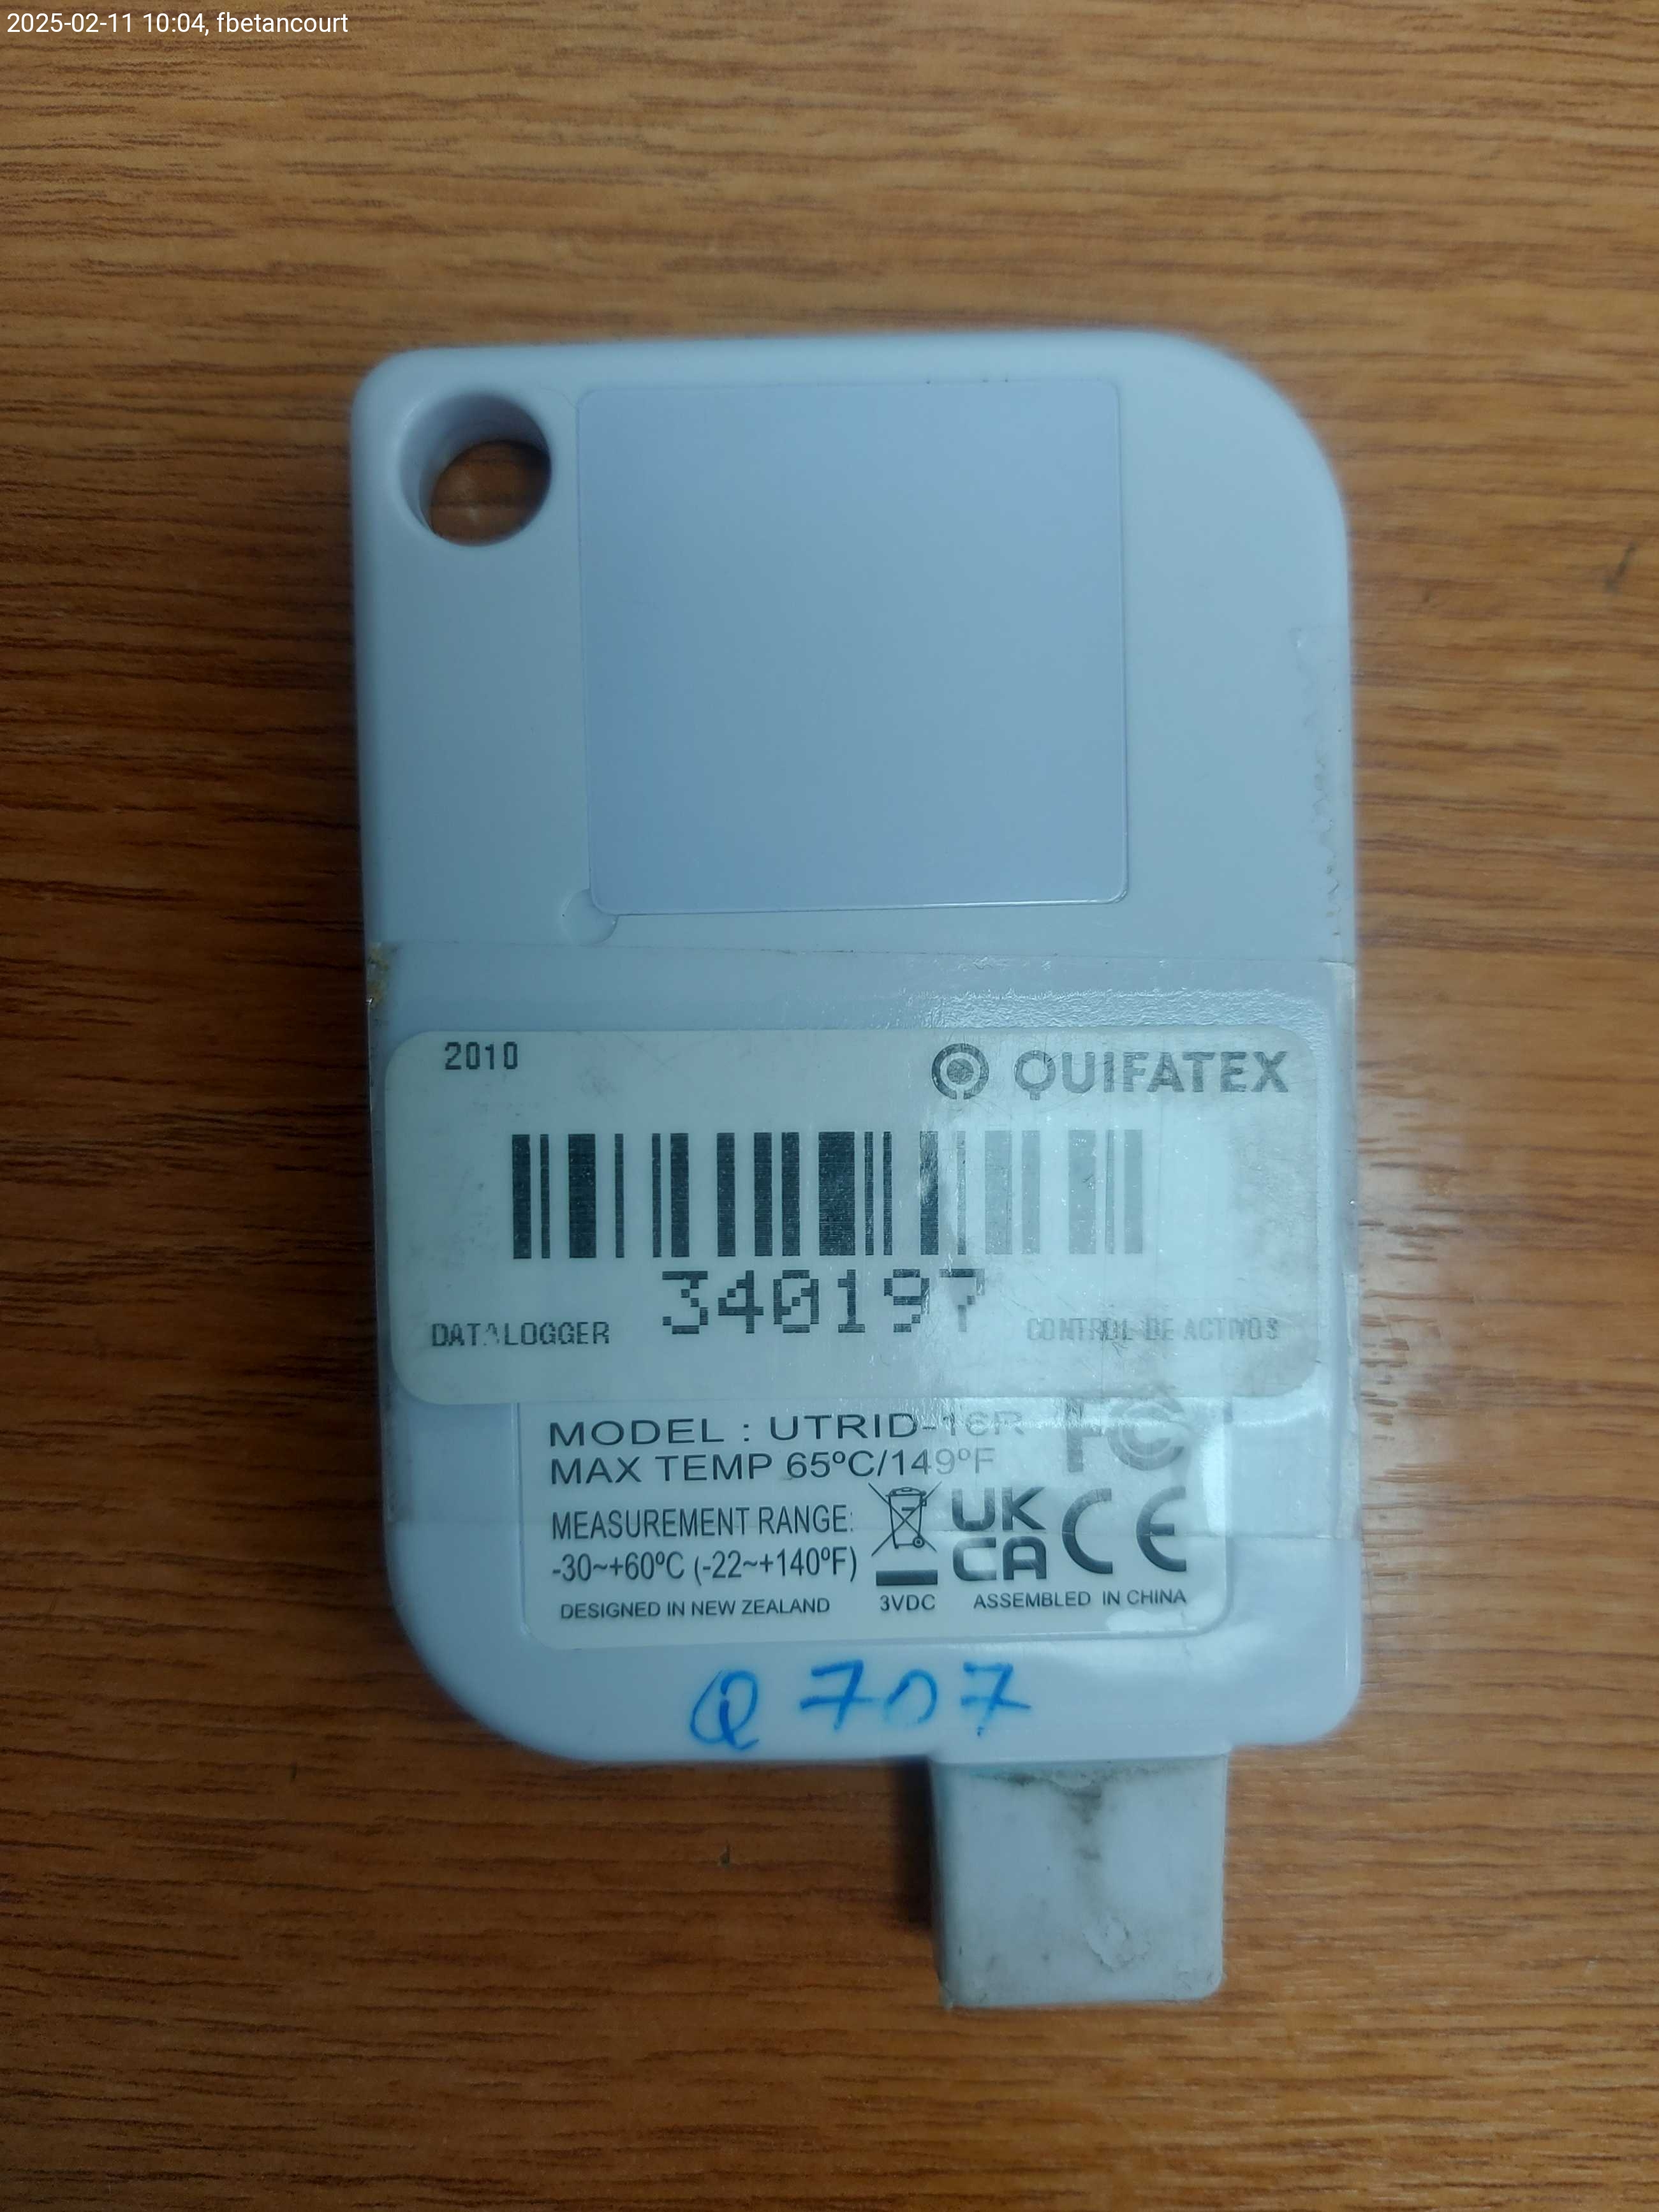 2025-02-11 10:04, fbetancourt
2010
QUIFATEX
340197
DATALOGGER
CONTROL DE ACTIVOS
MODEL : UTRID-16R
FC
MAX TEMP 65ºC/149ºF
MEASUREMENT RANGE:
-30~+60ºC (-22~+140ºF)
UK
CA
CE
DESIGNED IN NEW ZEALAND
3VDC
ASSEMBLED IN CHINA
Q 707